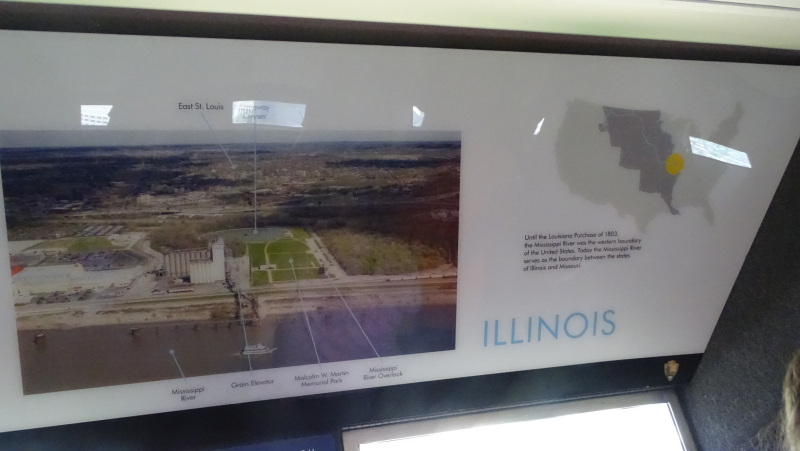 East St. Louis
Mississippi
River
Grain Elevator
Malcolm W. Martin
Memorial Park
Mississippi
River Overlook
Until the Louisiana Purchase of 1803,
the Mississippi River was the western boundary
of the United States. Today the Mississippi River
serves as the boundary between the states
of Illinois and Missouri.
ILLINOIS